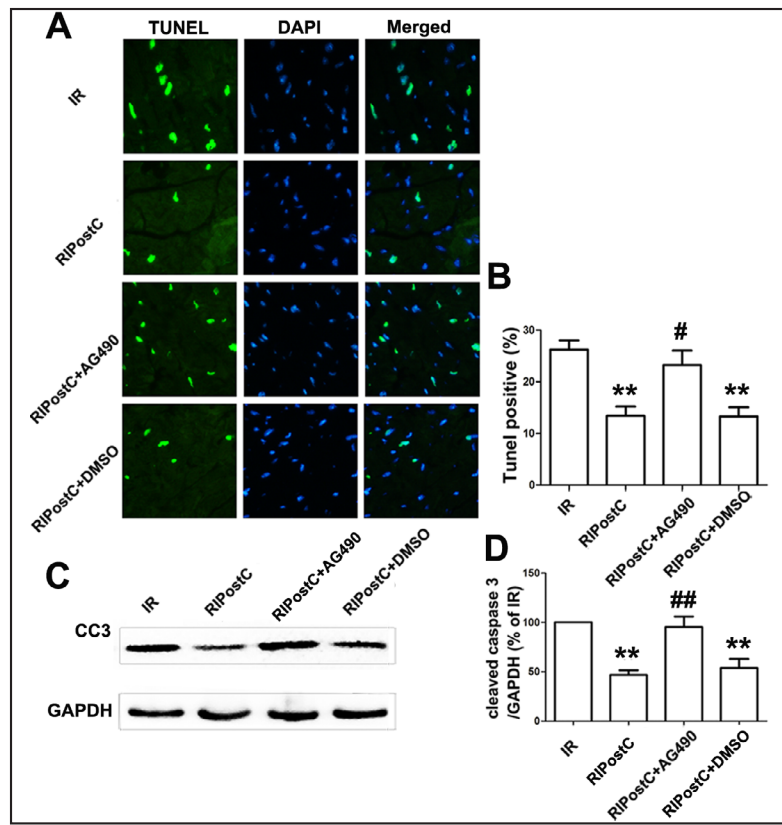 A
TUNEL DAPI Merged
IR
RIPostC
RIPostC+AG490
RIPostC+DMSO
B
Tunel positive (%)
30
20
10
0
**
#
**
IR
RIPostC
RIPostC+AG490
RIPostC+DMSO
C
IR
RIPostC
RIPostC+AG490
RIPostC+DMSO
CC3
GAPDH
D
cleaved caspase 3
/GAPDH (% of IR)
150
100
50
0
**
##
**
IR
RIPostC
RIPostC+AG490
RIPostC+DMSO